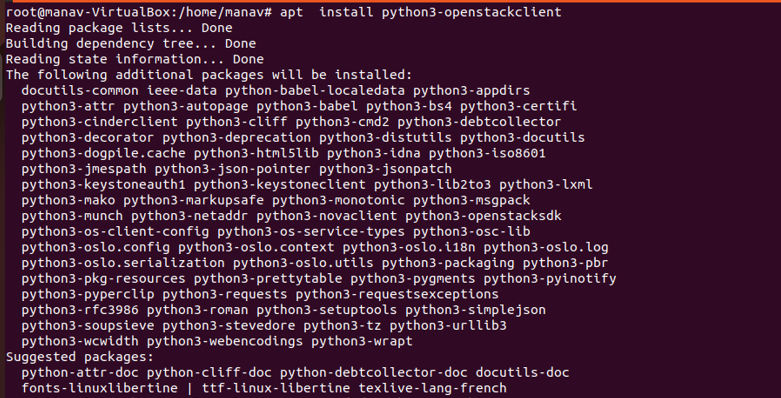 root@manav-VirtualBox:/home/manav# apt  install python3-openstackclient
Reading package lists... Done
Building dependency tree... Done
Reading state information... Done
The following additional packages will be installed:
  docutils-common ieee-data python-babel-localedata python3-appdirs
  python3-attr python3-autopage python3-babel python3-bs4 python3-certifi
  python3-cinderclient python3-cliff python3-cmd2 python3-debtcollector
  python3-decorator python3-deprecation python3-distutils python3-docutils
  python3-dogpile.cache python3-html5lib python3-idna python3-iso8601
  python3-jmespath python3-json-pointer python3-jsonpatch
  python3-keystoneauth1 python3-keystoneclient python3-lib2to3 python3-lxml
  python3-mako python3-markupsafe python3-monotonic python3-msgpack
  python3-munch python3-netaddr python3-novaclient python3-openstacksdk
  python3-os-client-config python3-os-service-types python3-osc-lib
  python3-oslo.config python3-oslo.context python3-oslo.i18n python3-oslo.log
  python3-oslo.serialization python3-oslo.utils python3-packaging python3-pbr
  python3-pkg-resources python3-prettytable python3-pygments python3-pyinotify
  python3-pyperclip python3-requests python3-requestsexceptions
  python3-rfc3986 python3-roman python3-setuptools python3-simplejson
  python3-soupsieve python3-stevedore python3-tz python3-urllib3
  python3-wcwidth python3-webencodings python3-wrapt
Suggested packages:
  python-attr-doc python-cliff-doc python-debtcollector-doc docutils-doc
  fonts-linuxlibertine | ttf-linux-libertine texlive-lang-french